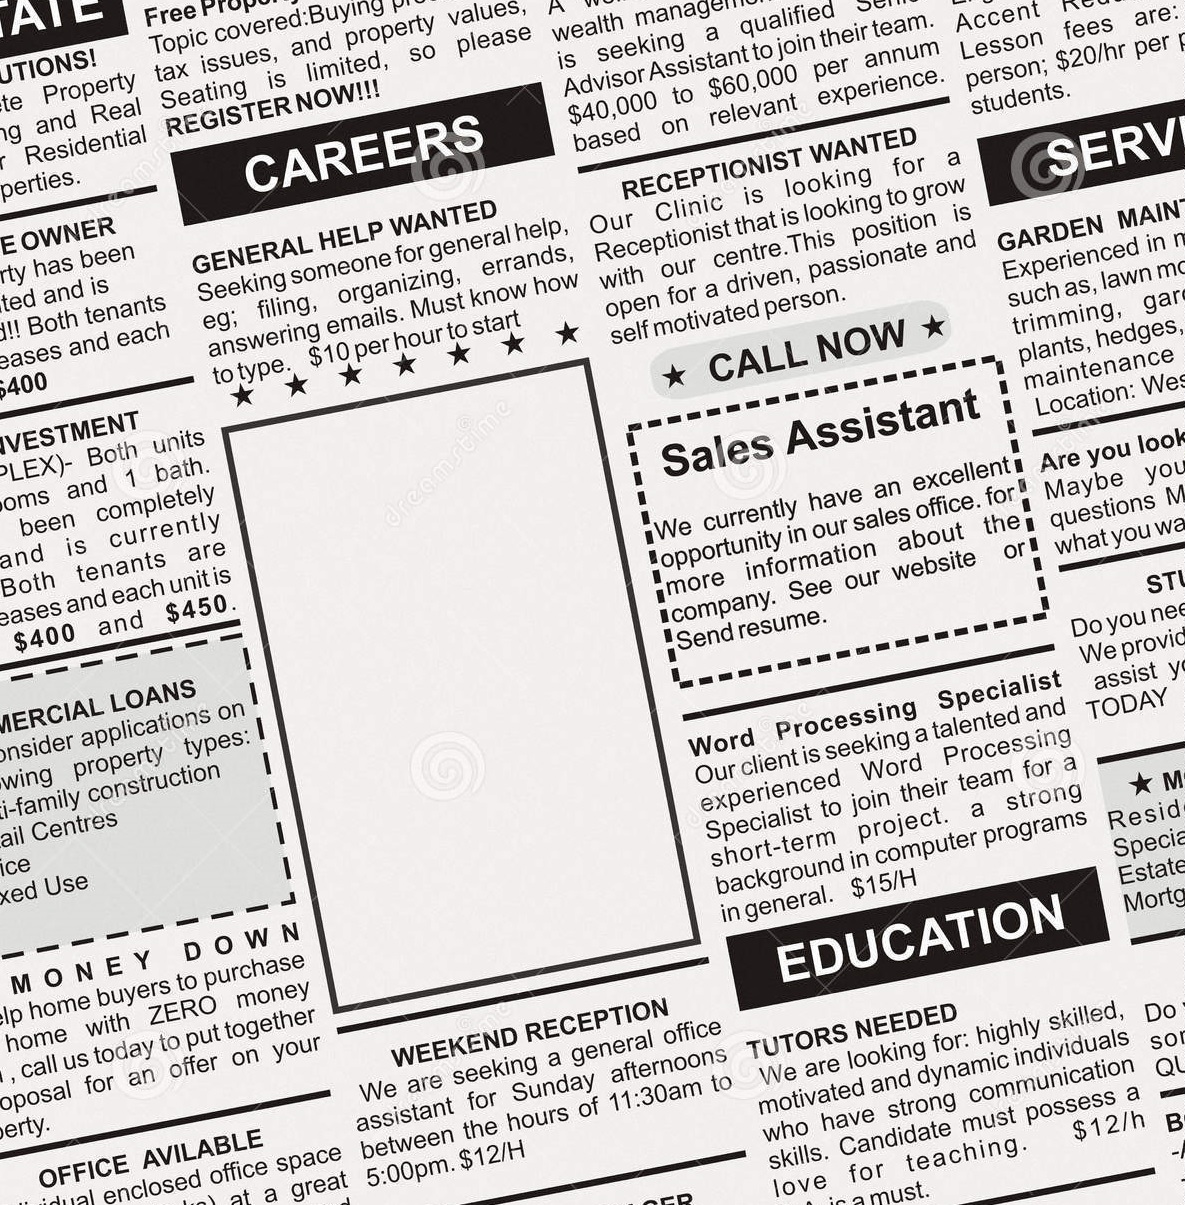 TATE
UTIONS!
Property
ng and Real
Residential
perties.
E OWNER
rty has been
ted and is
d!! Both tenants
eases and each
$400
NVESTMENT
PLEX)- Both units
ooms and 1 bath.
been completely
and is currently
Both tenants are
eases and each unit is
$400 and $450.
MERCIAL LOANS
onsider applications on
owing property types:
ti-family construction
ail Centres
ice
xed Use
MONEY DOWN
elp home buyers to purchase
home with ZERO money
, call us today to put together
oposal for an offer on your
perty.
OFFICE AVILABLE
enclosed office space
at a great
Topic covered:Buying
tax issues, and property values,
Seating is limited, so please
REGISTER NOW!!!
CAREERS
GENERAL HELP WANTED
Seeking someone for general help,
eg; filing, organizing, errands,
answering emails. Must know how
to type. $10 per hour to start
★ ★ ★ ★ ★ ★ ★
WEEKEND RECEPTION
We are seeking a general office
assistant for Sunday afternoons
between the hours of 11:30am to
5:00pm. $12/H
wealth management
is seeking a qualified Senior
Advisor Assistant to join their team.
$40,000 to $60,000 per annum
based on relevant experience.
RECEPTIONIST WANTED
Our Clinic is looking for a
Receptionist that is looking to grow
with our centre.This position is
open for a driven, passionate and
self motivated person.
★ CALL NOW ★
Sales Assistant
We currently have an excellent
opportunity in our sales office. for
more information about the
company. See our website or
Send resume.
Word Processing Specialist
Our client is seeking a talented and
experienced Word Processing
Specialist to join their team for a
short-term project. a strong
background in computer programs
in general. $15/H
EDUCATION
TUTORS NEEDED
We are looking for: highly skilled,
motivated and dynamic individuals
who have strong communication
skills. Candidate must possess a
love for teaching. $12/h
is a must.
Accent
Lesson fees are:
person; $20/hr per
students.
SERVI
GARDEN MAINT
Experienced in m
such as, lawn mo
trimming, gard
plants, hedges,
maintenance
Location: Wes
Are you look
Maybe you
questions M
what you wa
STU
Do you nee
We provid
assist yo
TODAY
★ M
Reside
Specia
Estate
Mortg
Do y
QU
dreamstime